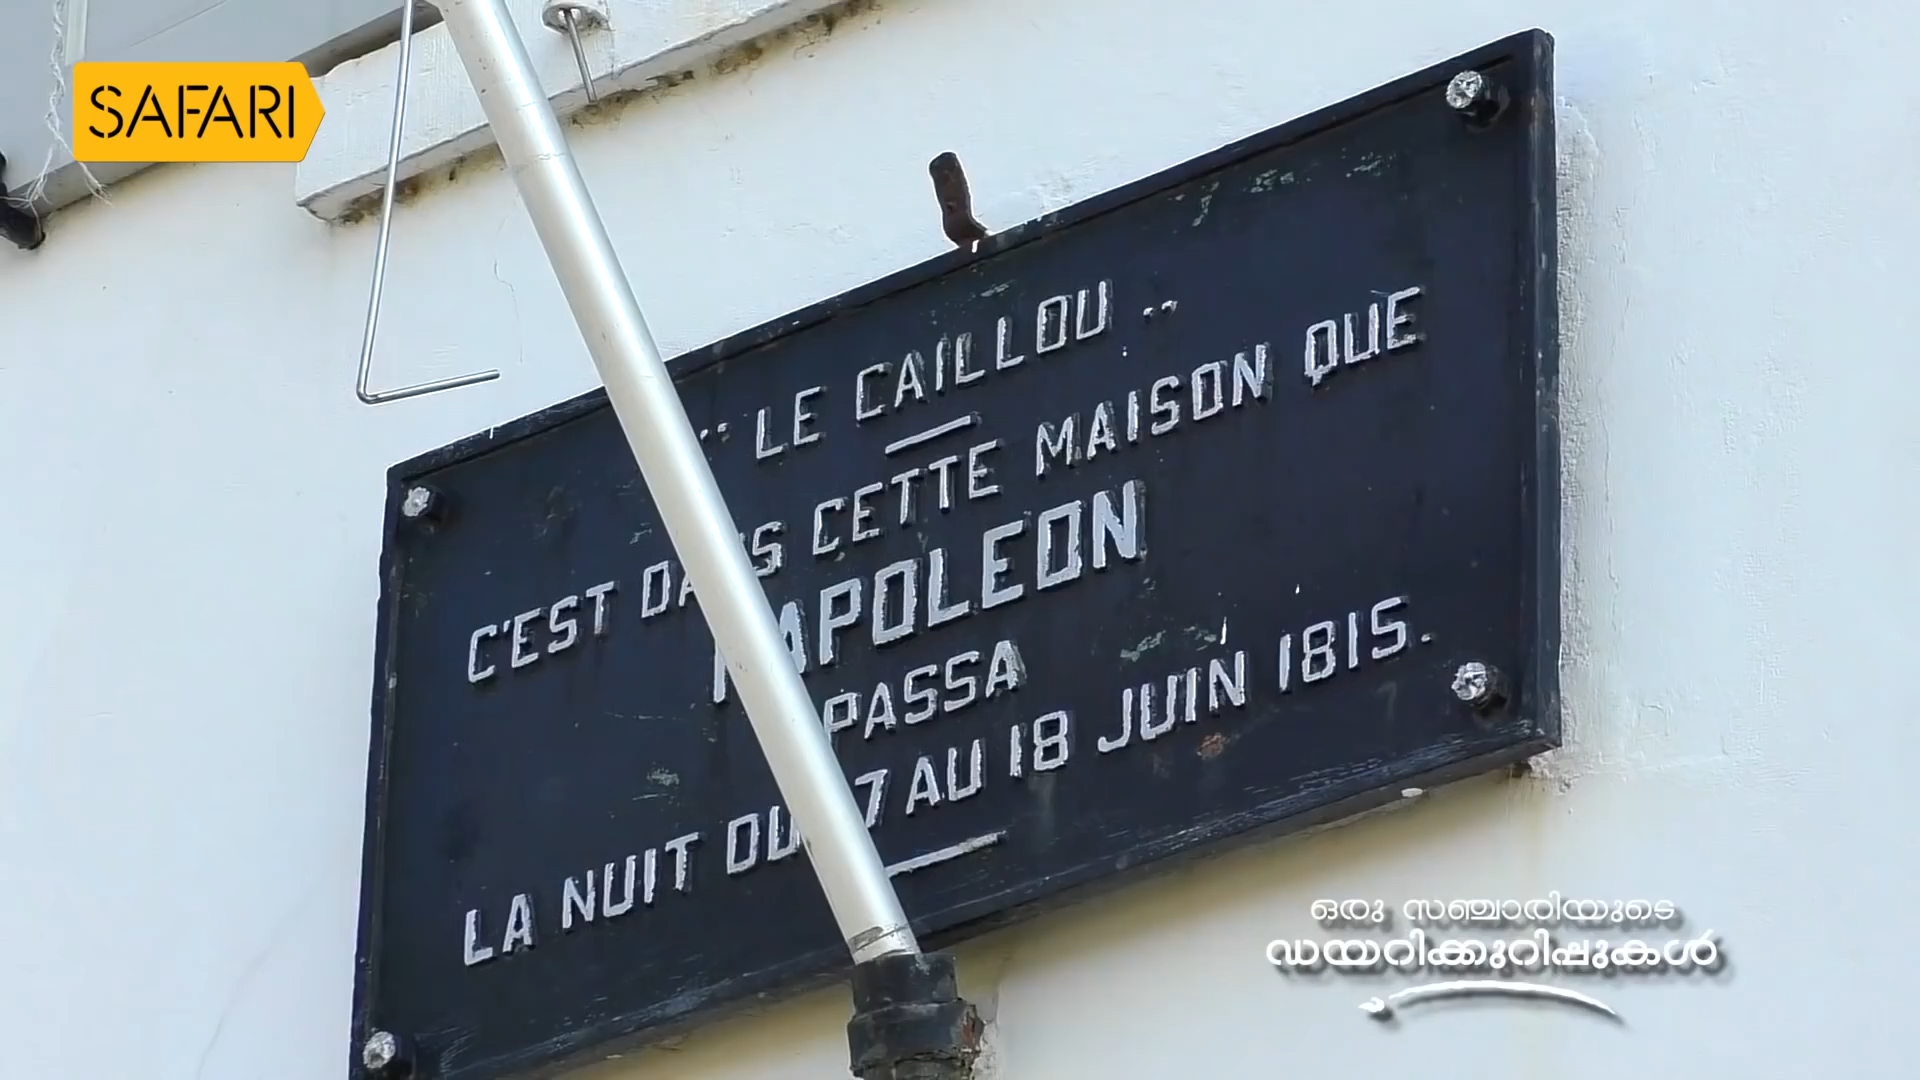 SAFARI
·· LE CAILLOU ··
C'EST DANS CETTE MAISON QUE
NAPOLEON
PASSA
LA NUIT DU 17 AU 18 JUIN 1815.
ഒരു സഞ്ചാരിയുടെ
ഡയറിക്കുറിപ്പുകൾ